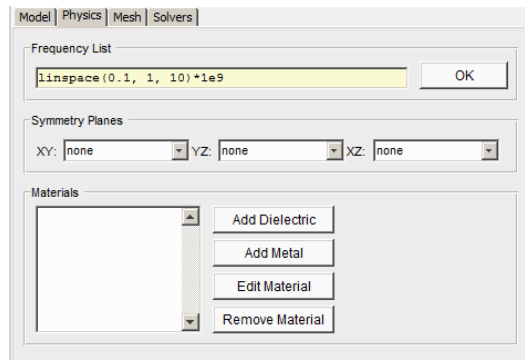 Model Physics Mesh Solvers
Frequency List
linspace(0.1, 1, 10)*1e9 OK
Symmetry Planes
XY: none YZ: none XZ: none
Materials
Add Dielectric
Add Metal
Edit Material
Remove Material